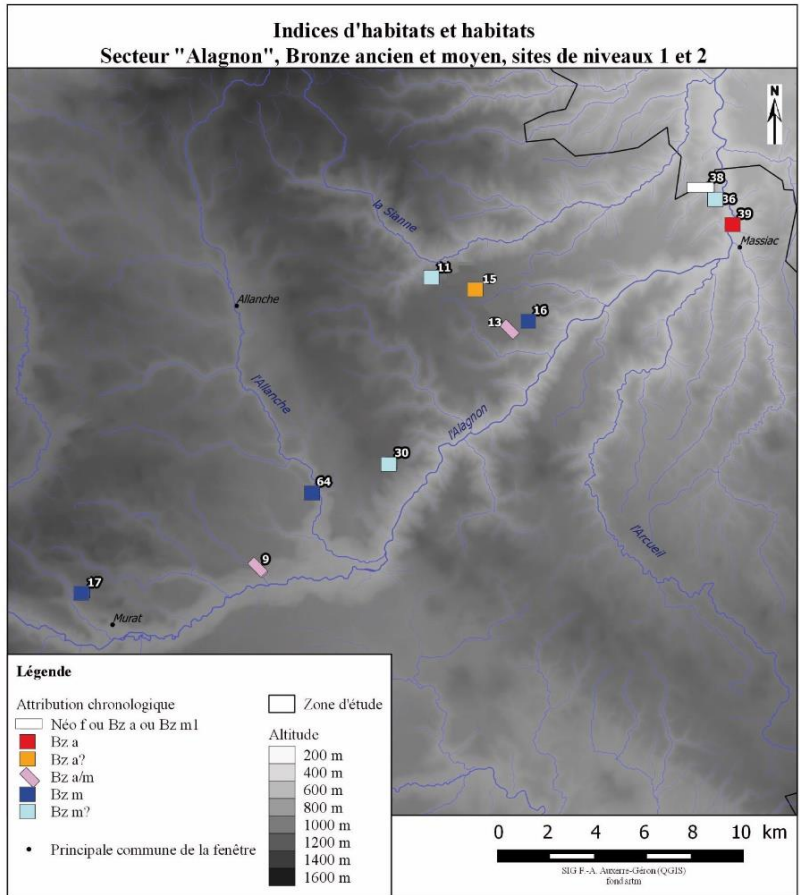 Indices d'habitats et habitats
Secteur "Alagnon", Bronze ancien et moyen, sites de niveaux 1 et 2
N
38
36
39
Massiac
la Sianne
11
15
16
13
Allanche
l'Allanche
l'Alagnon
30
64
l'Arcueil
9
17
Murat
Légende
Attribution chronologique
Néo f ou Bz a ou Bz m1
Bz a
Bz a?
Bz a/m
Bz m
Bz m?
Principale commune de la fenêtre
Zone d'étude
Altitude
200 m
400 m
600 m
800 m
1000 m
1200 m
1400 m
1600 m
0 2 4 6 8 10 km
SIG F.-A. Auxerre-Géron (QGIS)
fond artm